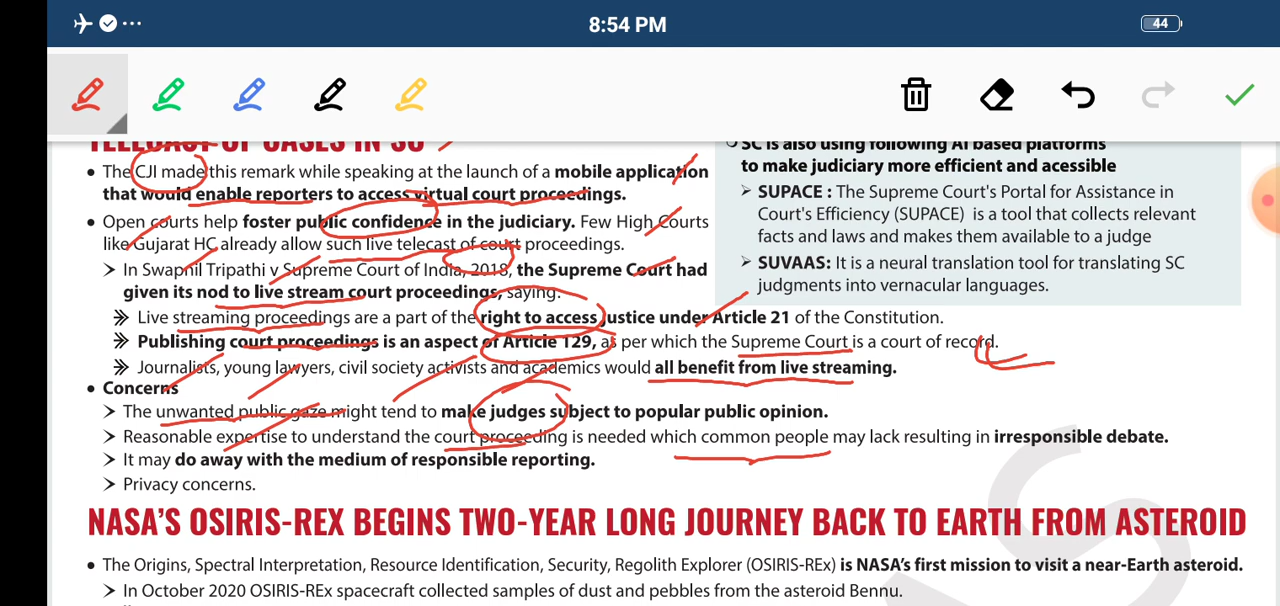 8:54 PM
44
TELECAST OF CASES IN SC
The CJI made this remark while speaking at the launch of a mobile application
that would enable reporters to access virtual court proceedings.
Open courts help foster public confidence in the judiciary. Few High Courts
like Gujarat HC already allow such live telecast of court proceedings.
In Swapnil Tripathi v Supreme Court of India, 2018, the Supreme Court had
given its nod to live stream court proceedings, saying:
Live streaming proceedings are a part of the right to access justice under Article 21 of the Constitution.
Publishing court proceedings is an aspect of Article 129, as per which the Supreme Court is a court of record.
Journalists, young lawyers, civil society activists and academics would all benefit from live streaming.
Concerns
The unwanted public gaze might tend to make judges subject to popular public opinion.
Reasonable expertise to understand the court proceeding is needed which common people may lack resulting in irresponsible debate.
It may do away with the medium of responsible reporting.
Privacy concerns.
SC is also using following AI based platforms
to make judiciary more efficient and acessible
SUPACE : The Supreme Court's Portal for Assistance in
Court's Efficiency (SUPACE) is a tool that collects relevant
facts and laws and makes them available to a judge
SUVAAS: It is a neural translation tool for translating SC
judgments into vernacular languages.
NASA'S OSIRIS-REX BEGINS TWO-YEAR LONG JOURNEY BACK TO EARTH FROM ASTEROID
The Origins, Spectral Interpretation, Resource Identification, Security, Regolith Explorer (OSIRIS-REx) is NASA's first mission to visit a near-Earth asteroid.
In October 2020 OSIRIS-REx spacecraft collected samples of dust and pebbles from the asteroid Bennu.